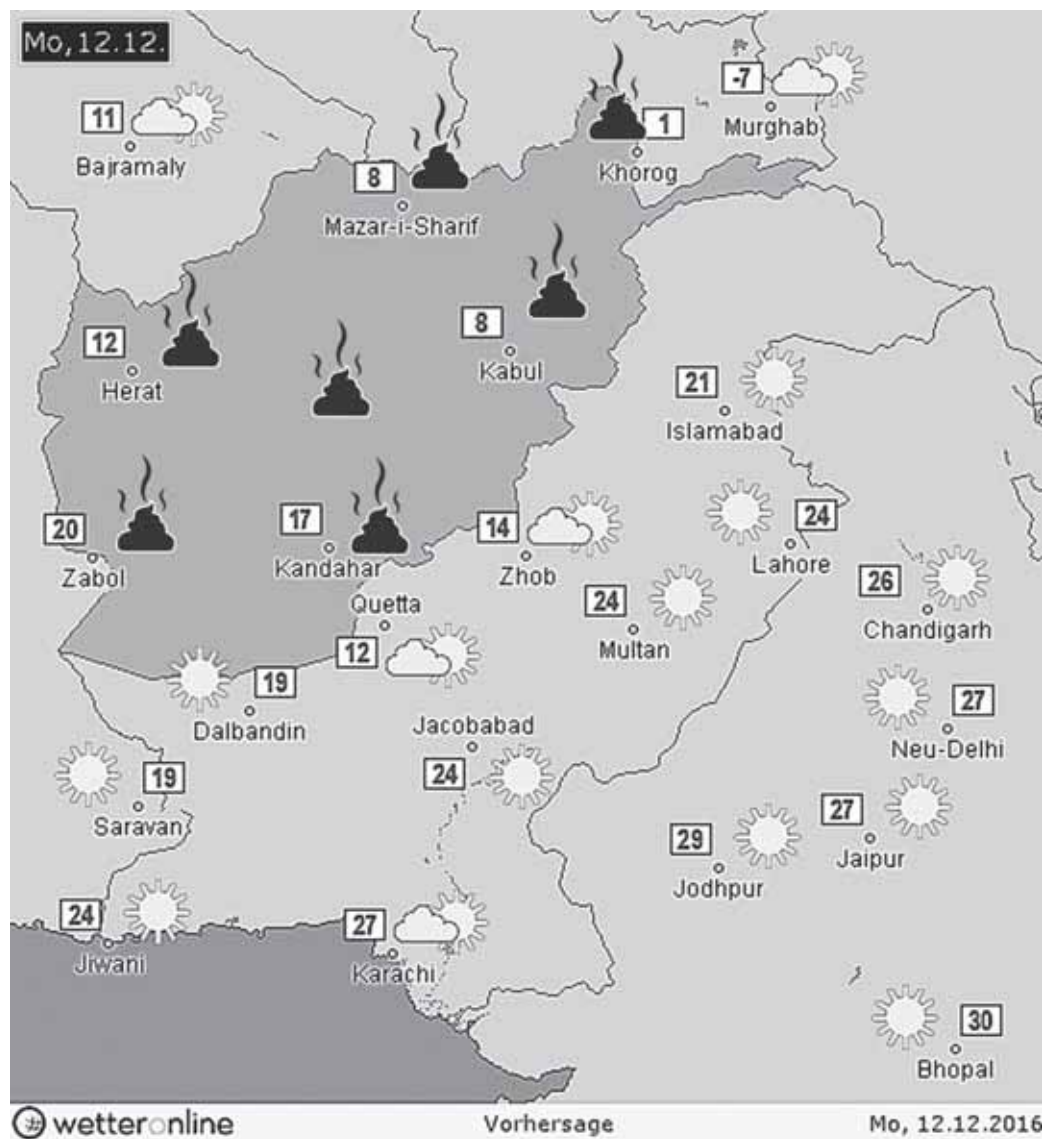 Mo,12.12.
-7
Murghab
11
Bajramaly
1
Khorog
8
Mazar-i-Sharif
8
Kabul
12
Herat
21
Islamabad
20
Zabol
17
Kandahar
14
Zhob
24
Lahore
26
Chandigarh
24
Multan
Quetta
12
19
Dalbandin
27
Neu-Delhi
Jacobabad
24
19
Saravan
27
Jaipur
29
Jodhpur
24
Jiwani
27
Karachi
30
Bhopal
wetteronline Vorhersage Mo, 12.12.2016